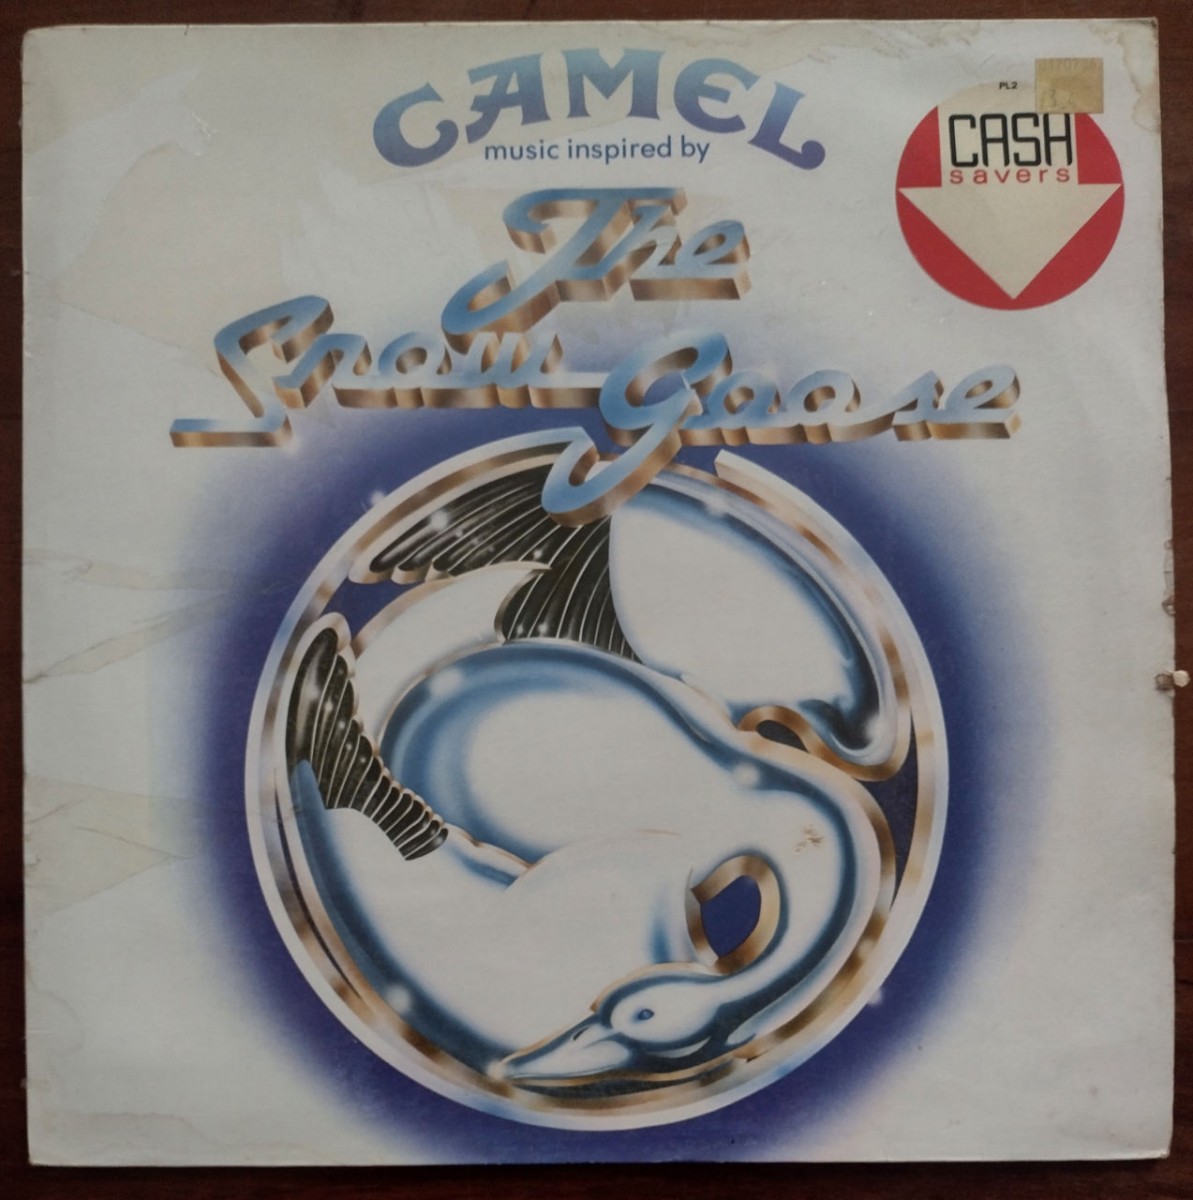 CAMEL
music inspired by
The
Snow Goose
PL2
CASH
savers